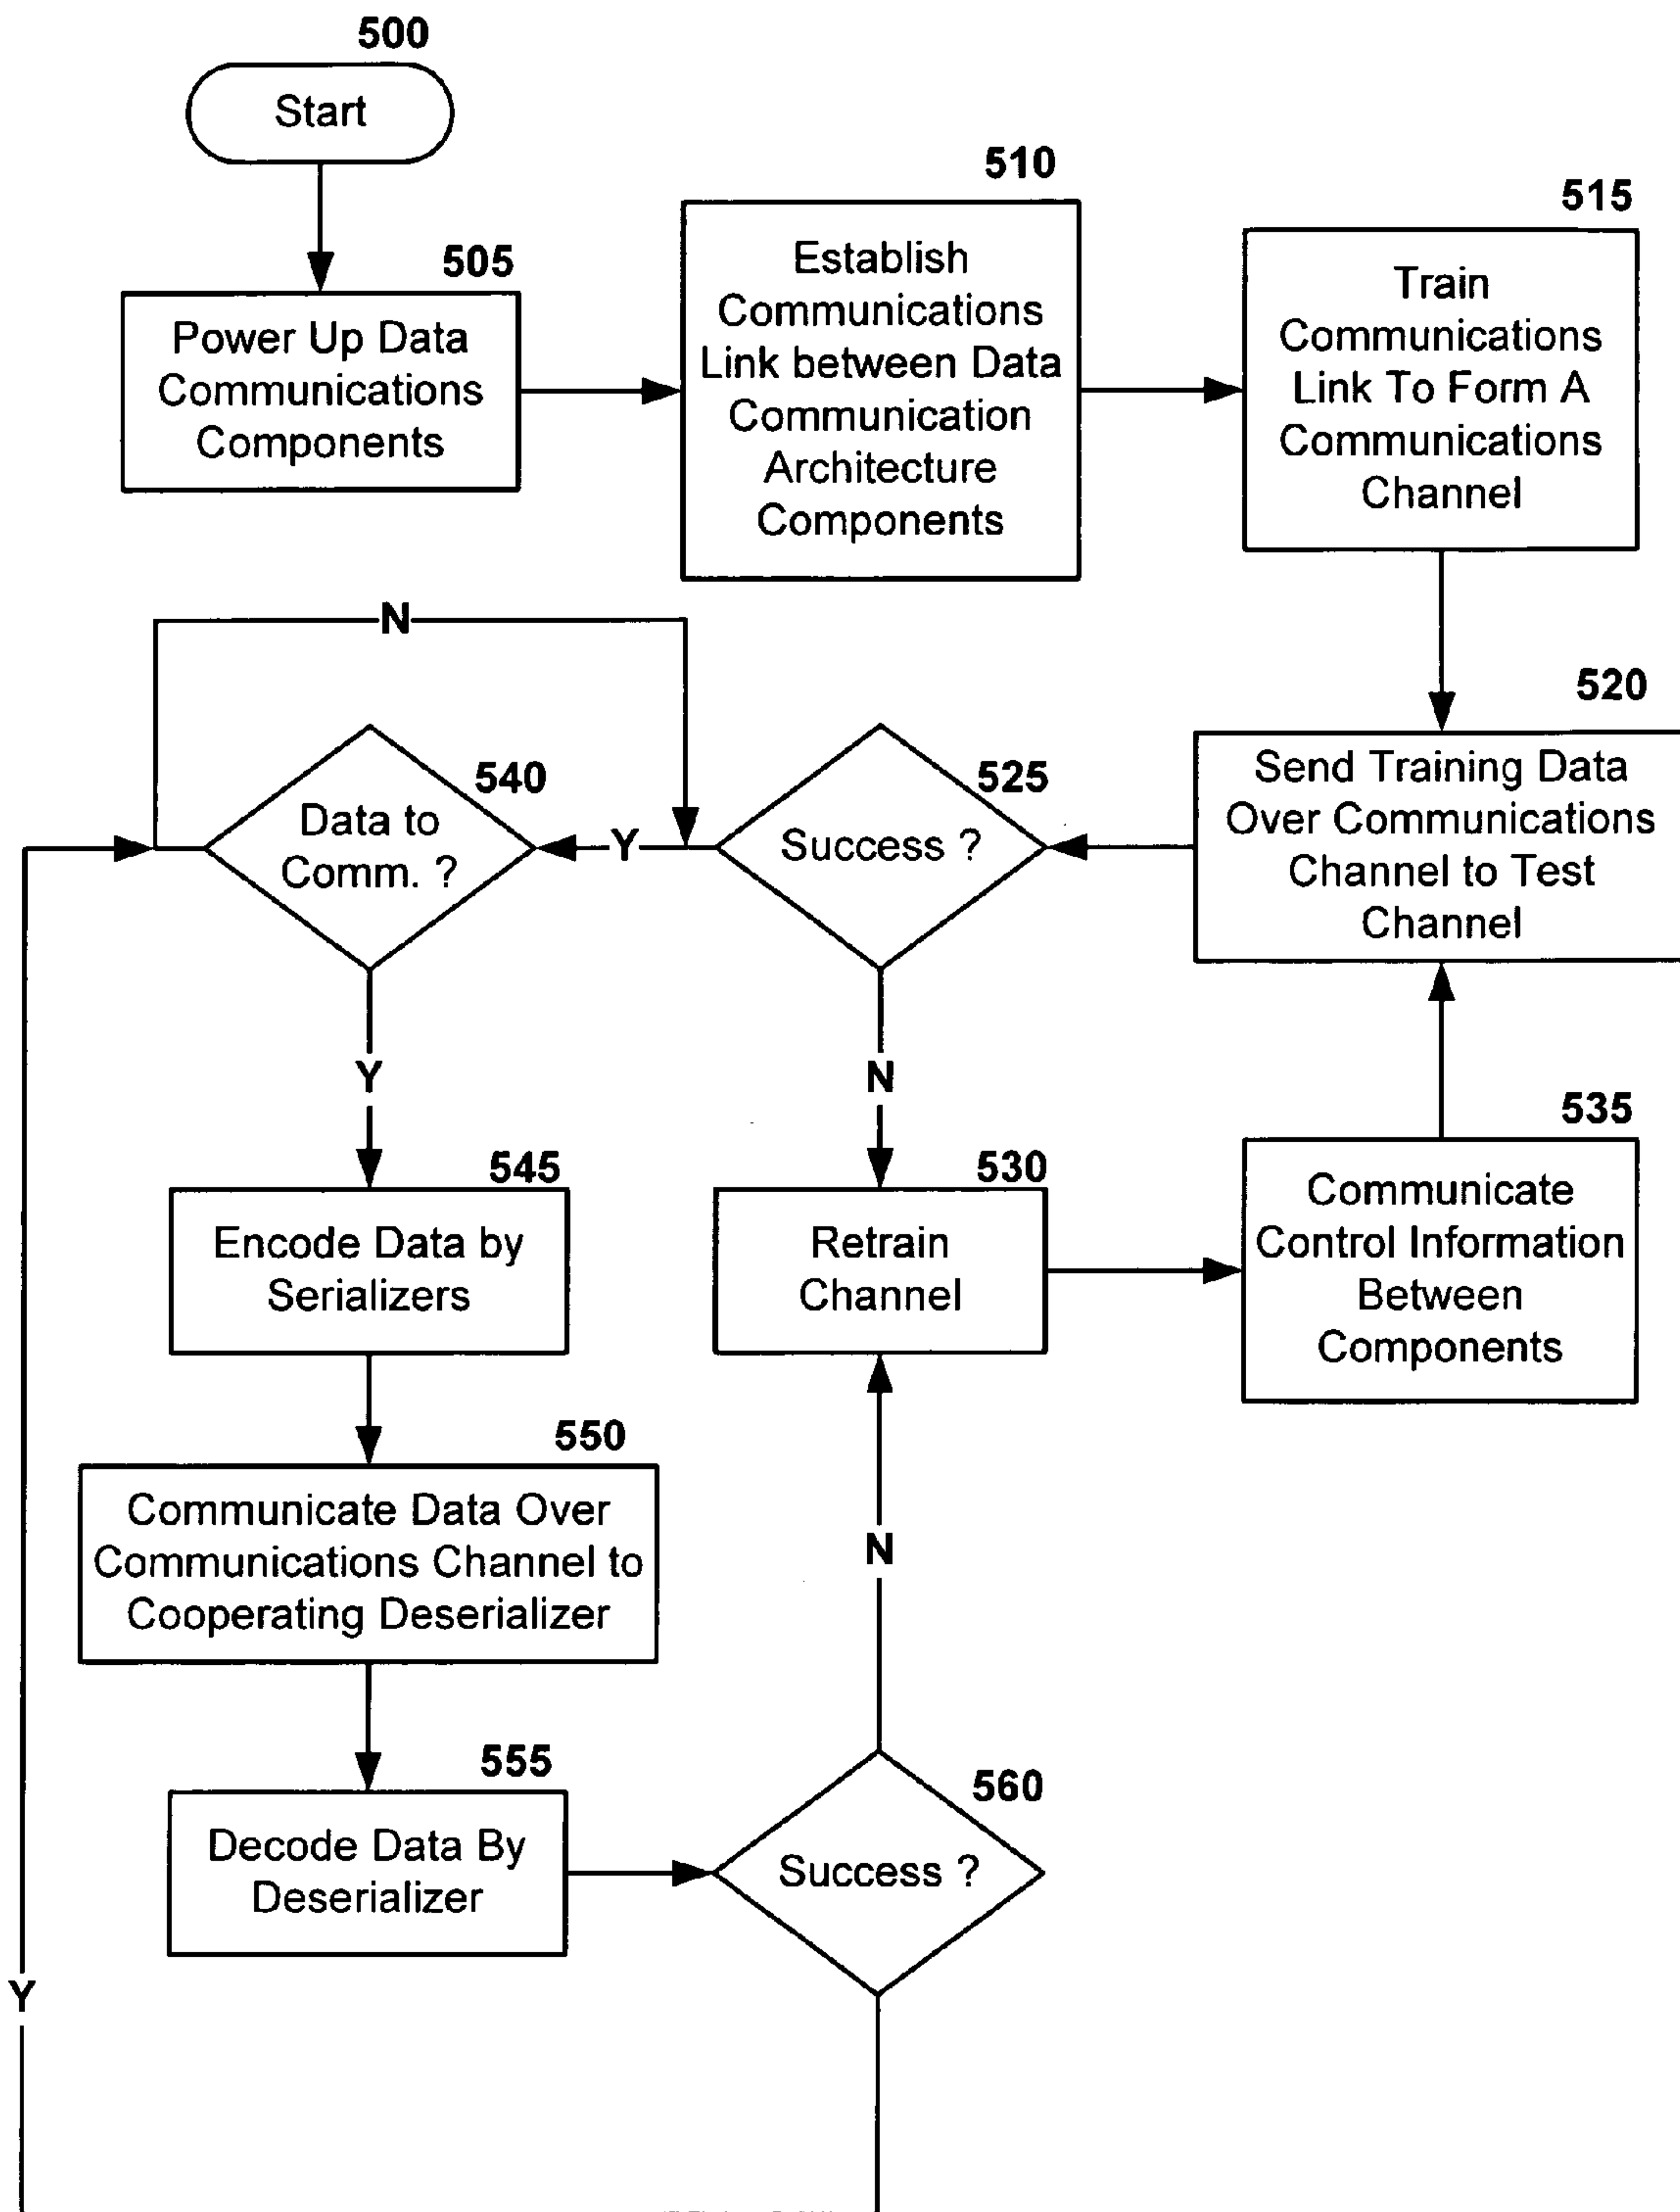 500
Start
505
Power Up Data
Communications
Components
510
Establish
Communications
Link between Data
Communication
Architecture
Components
515
Train
Communications
Link To Form A
Communications
Channel
520
Send Training Data
Over Communications
Channel to Test
Channel
525
Success ?
Y
N
540
Data to
Comm. ?
N
Y
530
Retrain
Channel
535
Communicate
Control Information
Between
Components
545
Encode Data by
Serializers
550
Communicate Data Over
Communications Channel to
Cooperating Deserializer
555
Decode Data By
Deserializer
560
Success ?
N
Y